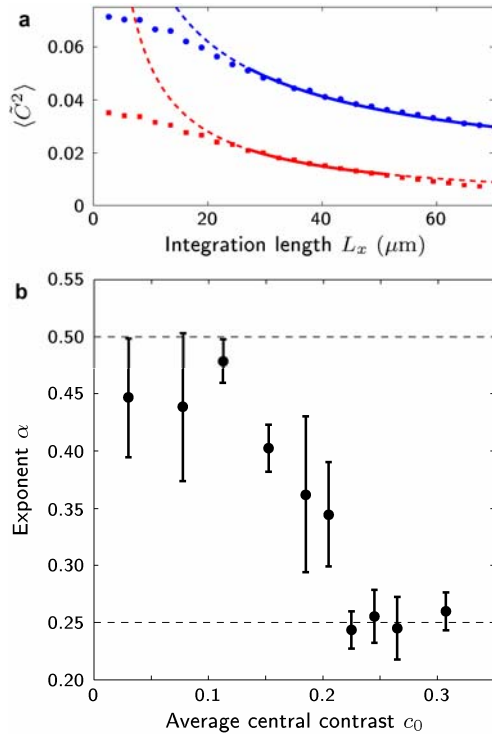 a
0.06
0.04
0.02
0
⟨C̃²⟩
0 20 40 60
Integration length Lₓ (μm)
b
0.55
0.50
0.45
0.40
0.35
0.30
0.25
0.20
Exponent α
0 0.1 0.2 0.3
Average central contrast c₀